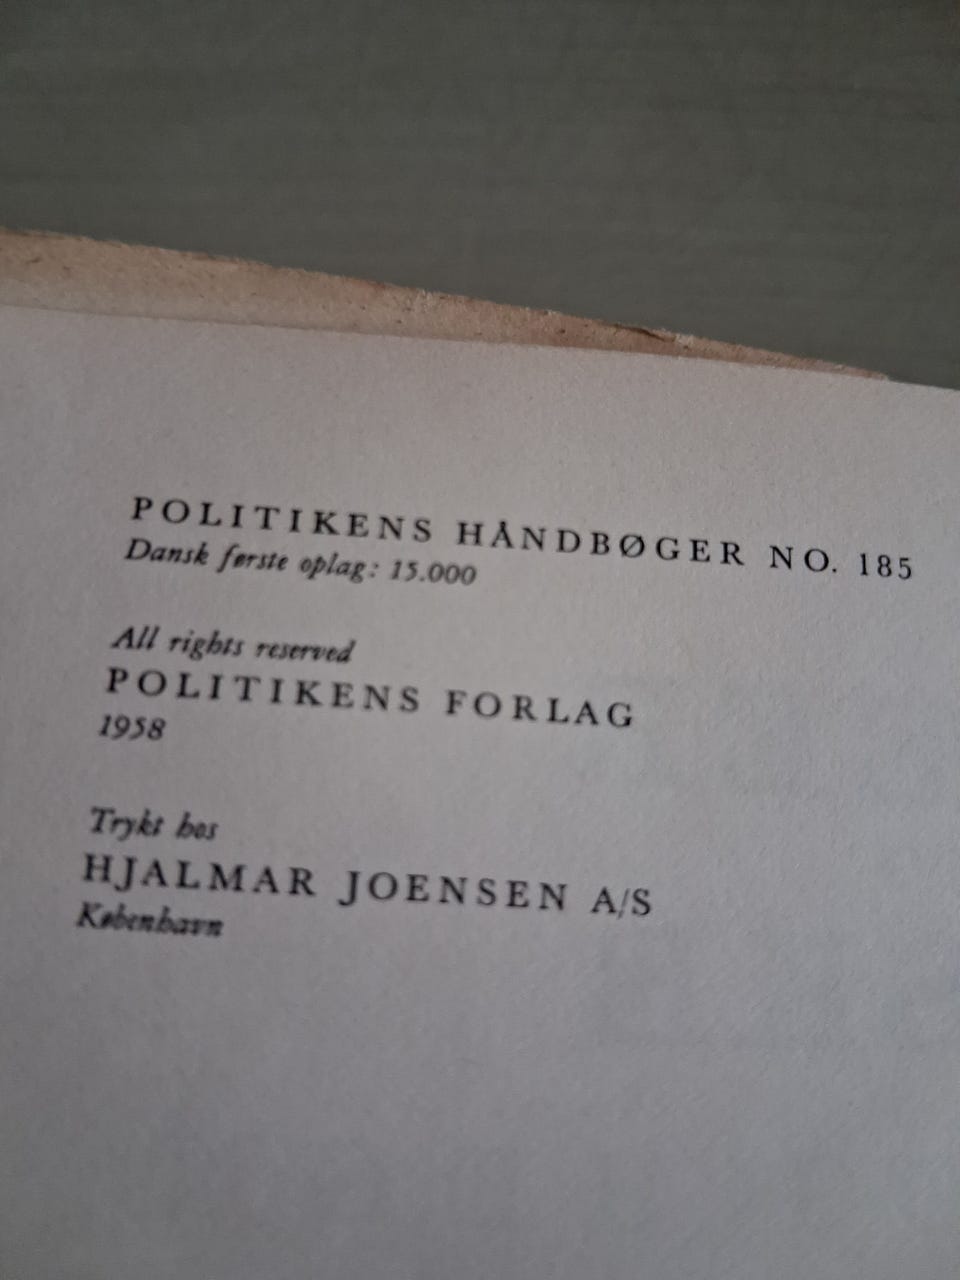 POLITIKENS HÅNDBØGER NO. 185
Dansk første oplag: 15.000
All rights reserved
POLITIKENS FORLAG
1958
Trykt hos
HJALMAR JOENSEN A/S
København